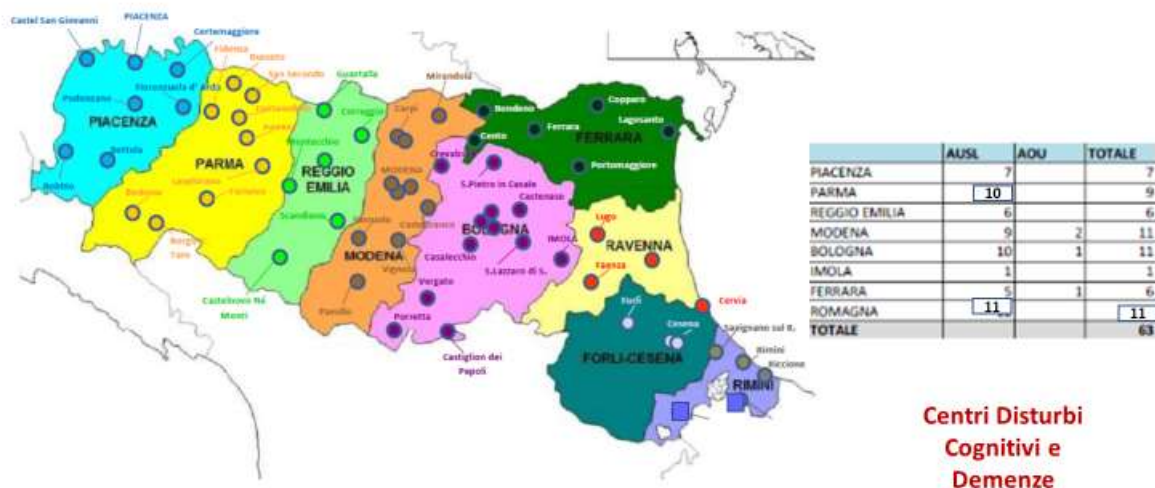 Castel San Giovanni
PIACENZA
Cortemaggiore
Fidenza
Busseto
San Secondo
Guastalla
Mirandola
Fiorenzuola d' Arda
Podenzano
PIACENZA
Correggio
Carpi
Bondeno
Copparo
Lagosanto
Ferrara
FERRARA
Cento
Montecchio
PARMA
REGGIO
EMILIA
Bettola
Bobbio
Langhirano
MODENA
Crevalcore
S.Pietro in Casale
Portomaggiore
Castenaso
Scandiano
Sassuolo
Castelfranco
BOLOGNA
Lugo
IMOLA
RAVENNA
Borgo
Taro
MODENA
Casalecchio
S.Lazzaro di S.
Faenza
Vignola
Vergato
Castelnovo Né
Monti
Pavullo
Porretta
Forlì
Cervia
Cesena
Savignano sul R.
Castiglion dei
Pepoli
FORLI-CESENA
Rimini
Riccione
RIMINI
AUSL AOU TOTALE
PIACENZA 7 7
PARMA 10 9
REGGIO EMILIA 6 6
MODENA 9 2 11
BOLOGNA 10 1 11
IMOLA 1 1
FERRARA 5 1 6
ROMAGNA 11 11
TOTALE 63
Centri Disturbi
Cognitivi e
Demenze